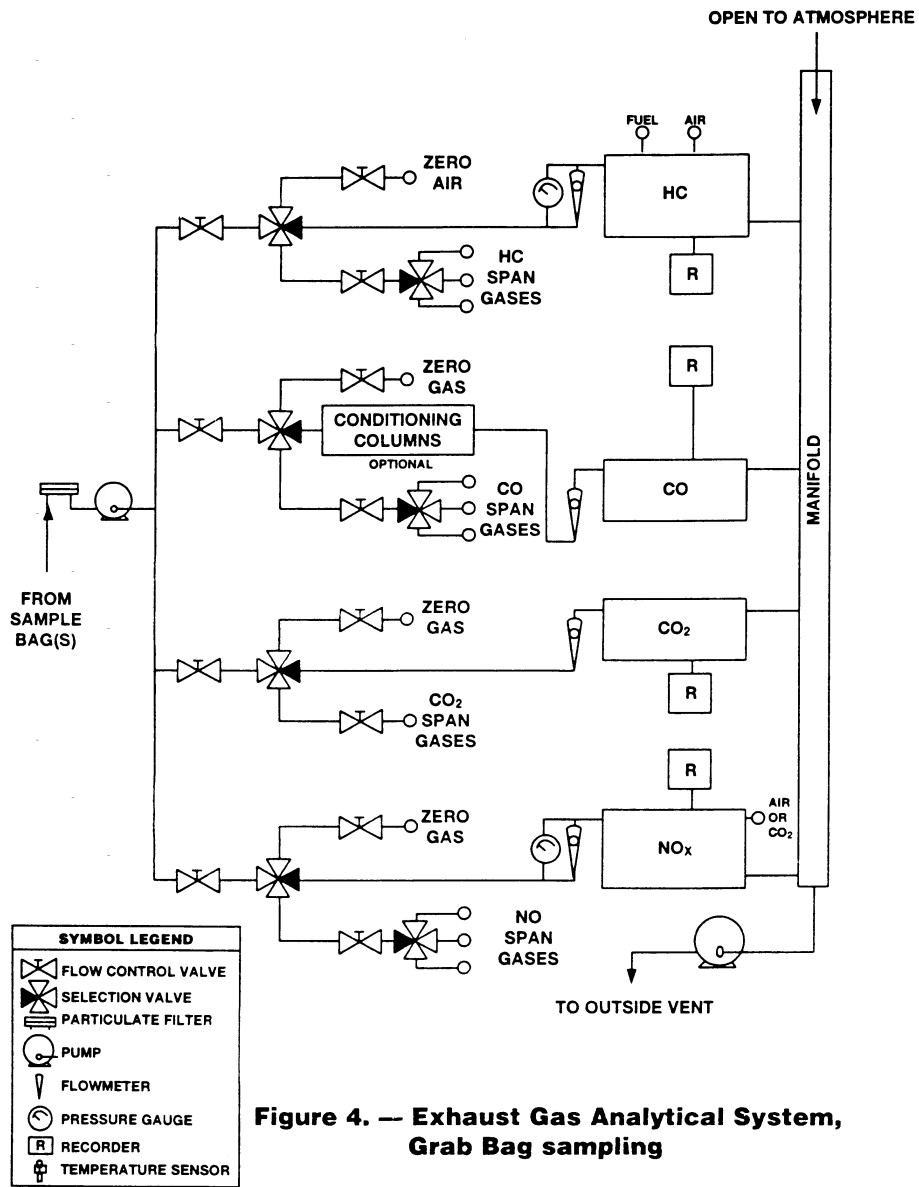 OPEN TO ATMOSPHERE
FUEL
AIR
ZERO
AIR
HC
HC
SPAN
GASES
R
ZERO
GAS
R
CONDITIONING
COLUMNS
OPTIONAL
CO
SPAN
GASES
CO
MANIFOLD
FROM
SAMPLE
BAG(S)
ZERO
GAS
CO₂
CO₂
SPAN
GASES
R
R
ZERO
GAS
AIR
OR
CO₂
NOx
NO
SPAN
GASES
TO OUTSIDE VENT
SYMBOL LEGEND
FLOW CONTROL VALVE
SELECTION VALVE
PARTICULATE FILTER
PUMP
FLOWMETER
PRESSURE GAUGE
R RECORDER
TEMPERATURE SENSOR
Figure 4. — Exhaust Gas Analytical System,
Grab Bag sampling